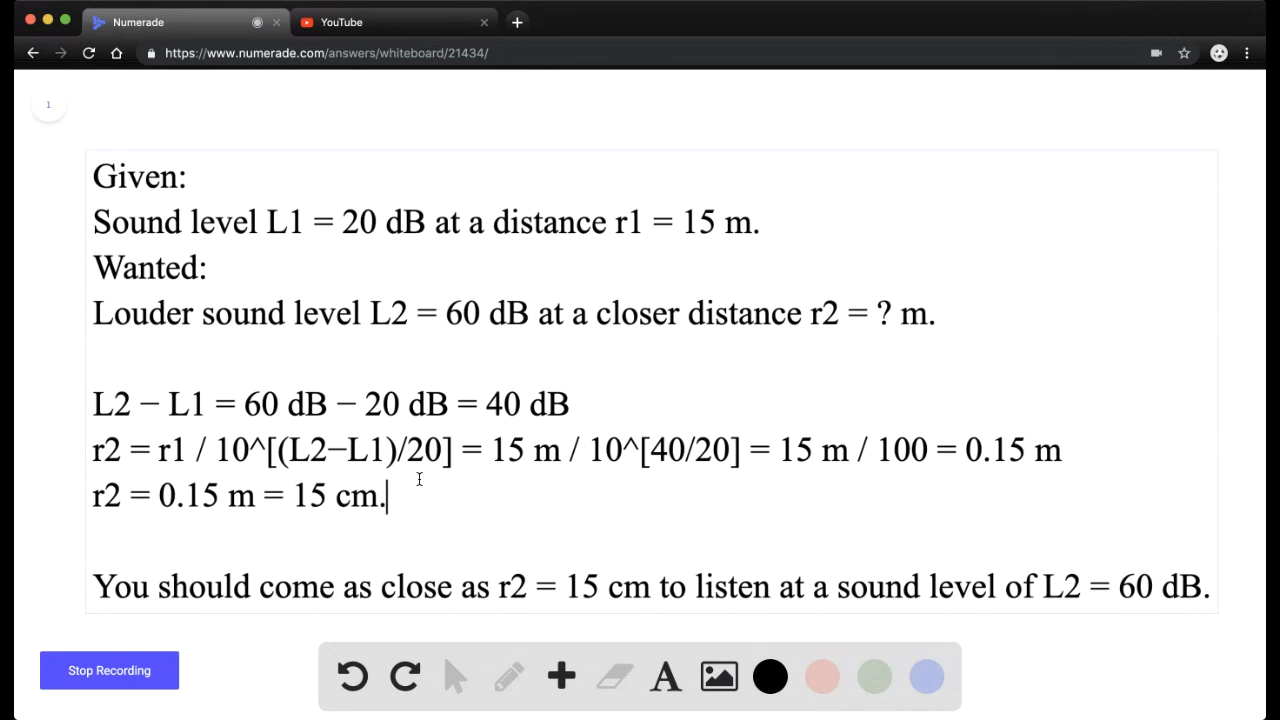 Numerade
YouTube
https://www.numerade.com/answers/whiteboard/21434/
1
Given:
Sound level L1 = 20 dB at a distance r1 = 15 m.
Wanted:
Louder sound level L2 = 60 dB at a closer distance r2 = ? m.
L2 − L1 = 60 dB − 20 dB = 40 dB
r2 = r1 / 10^[(L2−L1)/20] = 15 m / 10^[40/20] = 15 m / 100 = 0.15 m
r2 = 0.15 m = 15 cm.
You should come as close as r2 = 15 cm to listen at a sound level of L2 = 60 dB.
Stop Recording
A